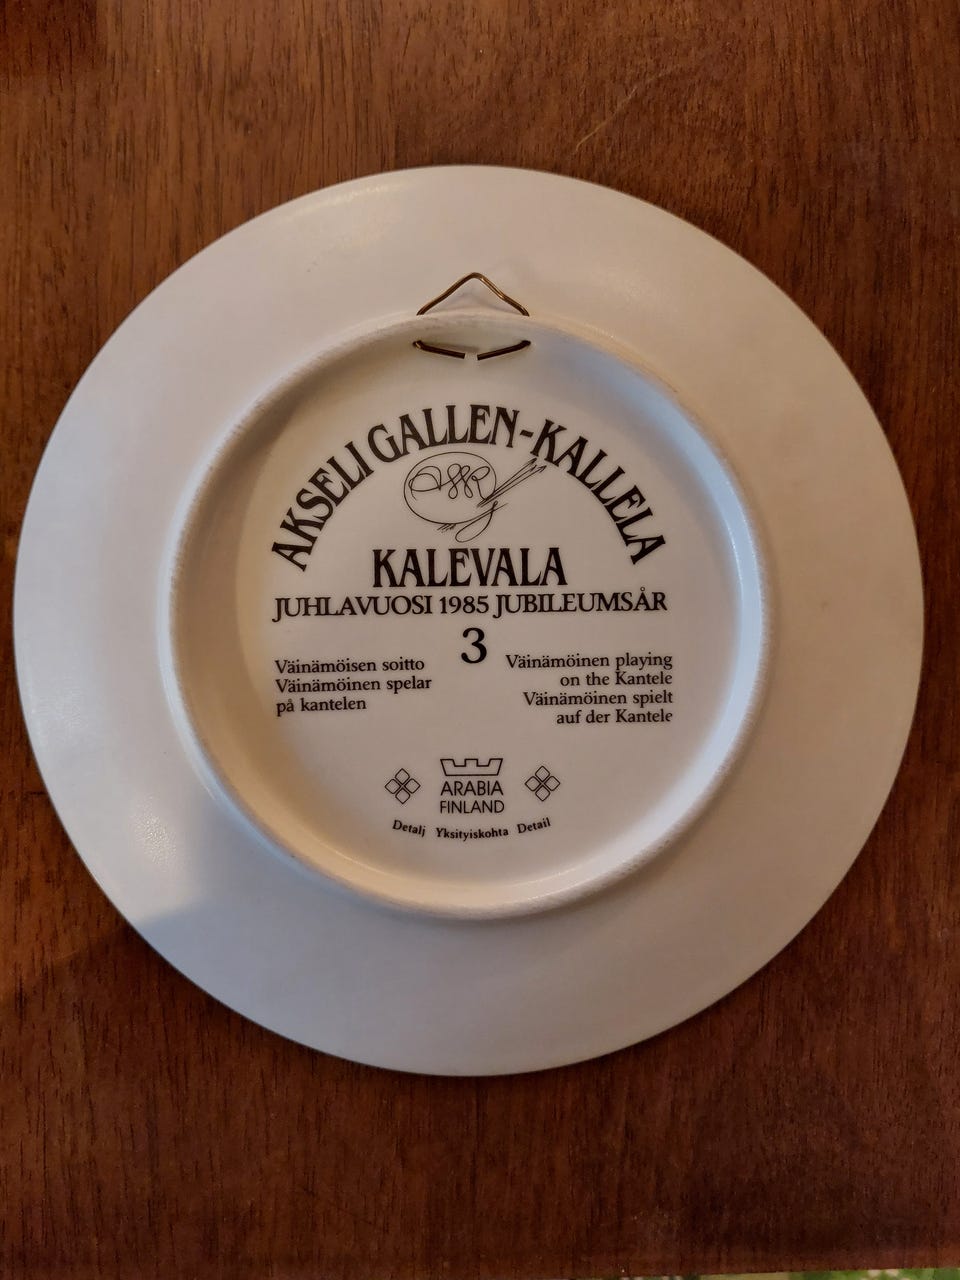 AKSELI GALLEN-KALLELA
KALEVALA
JUHLAVUOSI 1985 JUBILEUMSÅR
3
Väinämöisen soitto
Väinämöinen spelar
på kantelen
Väinämöinen playing
on the Kantele
Väinämöinen spielt
auf der Kantele
ARABIA
FINLAND
Detalj Yksityiskohta Detail